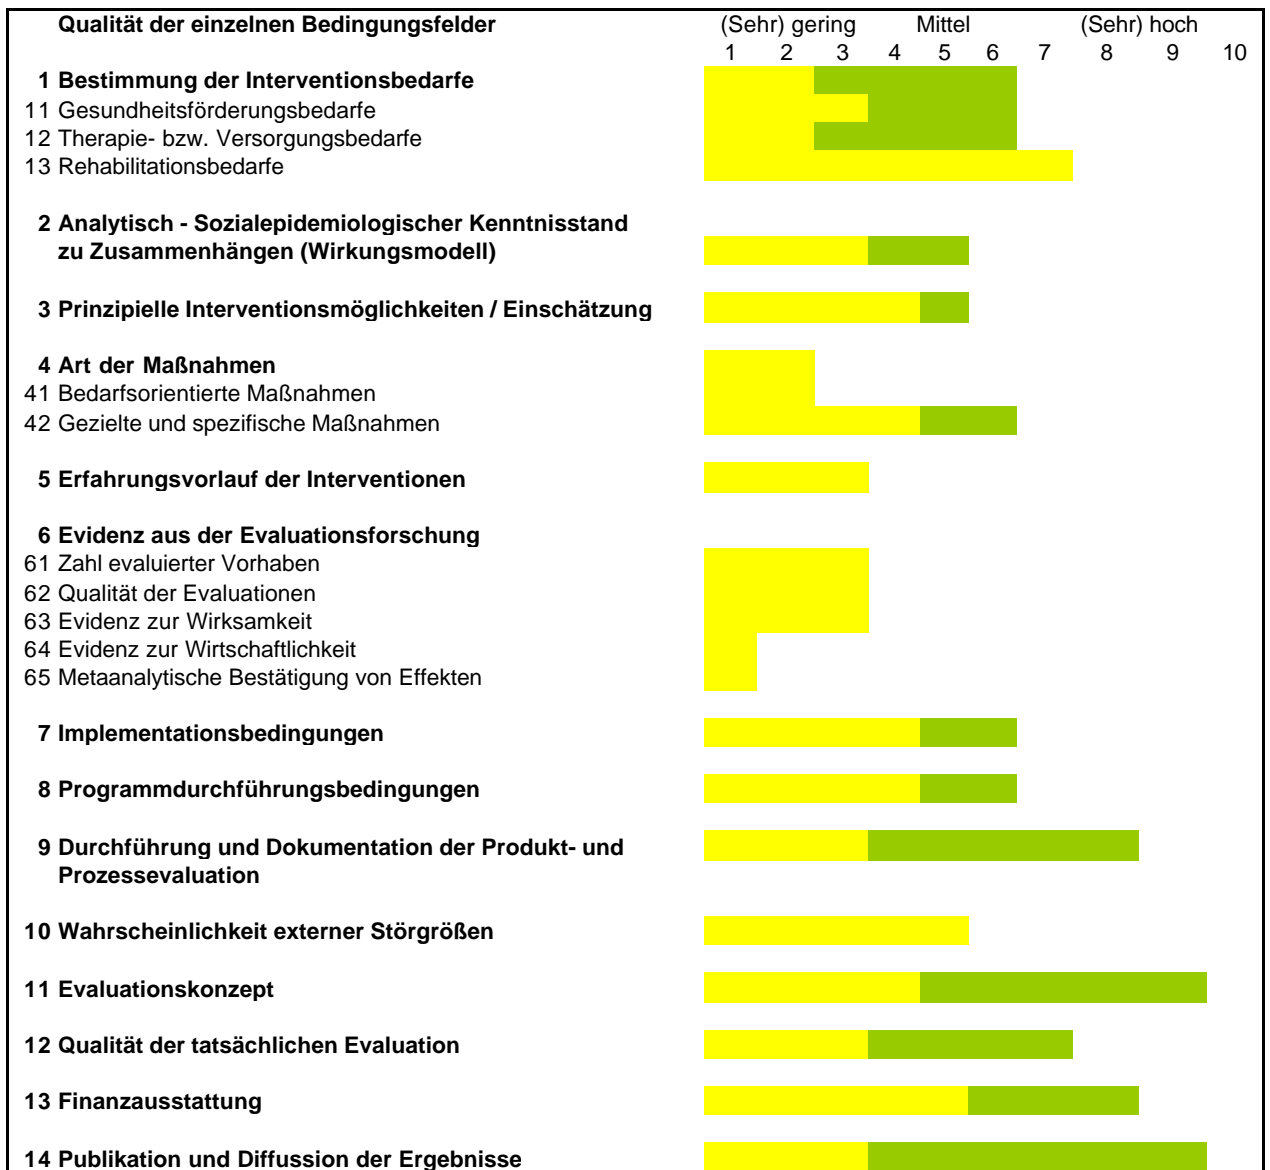 Qualität der einzelnen Bedingungsfelder (Sehr) gering Mittel (Sehr) hoch
1 2 3 4 5 6 7 8 9 10
1 Bestimmung der Interventionsbedarfe
11 Gesundheitsförderungsbedarfe
12 Therapie- bzw. Versorgungsbedarfe
13 Rehabilitationsbedarfe
2 Analytisch - Sozialepidemiologischer Kenntnisstand
zu Zusammenhängen (Wirkungsmodell)
3 Prinzipielle Interventionsmöglichkeiten / Einschätzung
4 Art der Maßnahmen
41 Bedarfsorientierte Maßnahmen
42 Gezielte und spezifische Maßnahmen
5 Erfahrungsvorlauf der Interventionen
6 Evidenz aus der Evaluationsforschung
61 Zahl evaluierter Vorhaben
62 Qualität der Evaluationen
63 Evidenz zur Wirksamkeit
64 Evidenz zur Wirtschaftlichkeit
65 Metaanalytische Bestätigung von Effekten
7 Implementationsbedingungen
8 Programmdurchführungsbedingungen
9 Durchführung und Dokumentation der Produkt- und
Prozessevaluation
10 Wahrscheinlichkeit externer Störgrößen
11 Evaluationskonzept
12 Qualität der tatsächlichen Evaluation
13 Finanzausstattung
14 Publikation und Diffussion der Ergebnisse